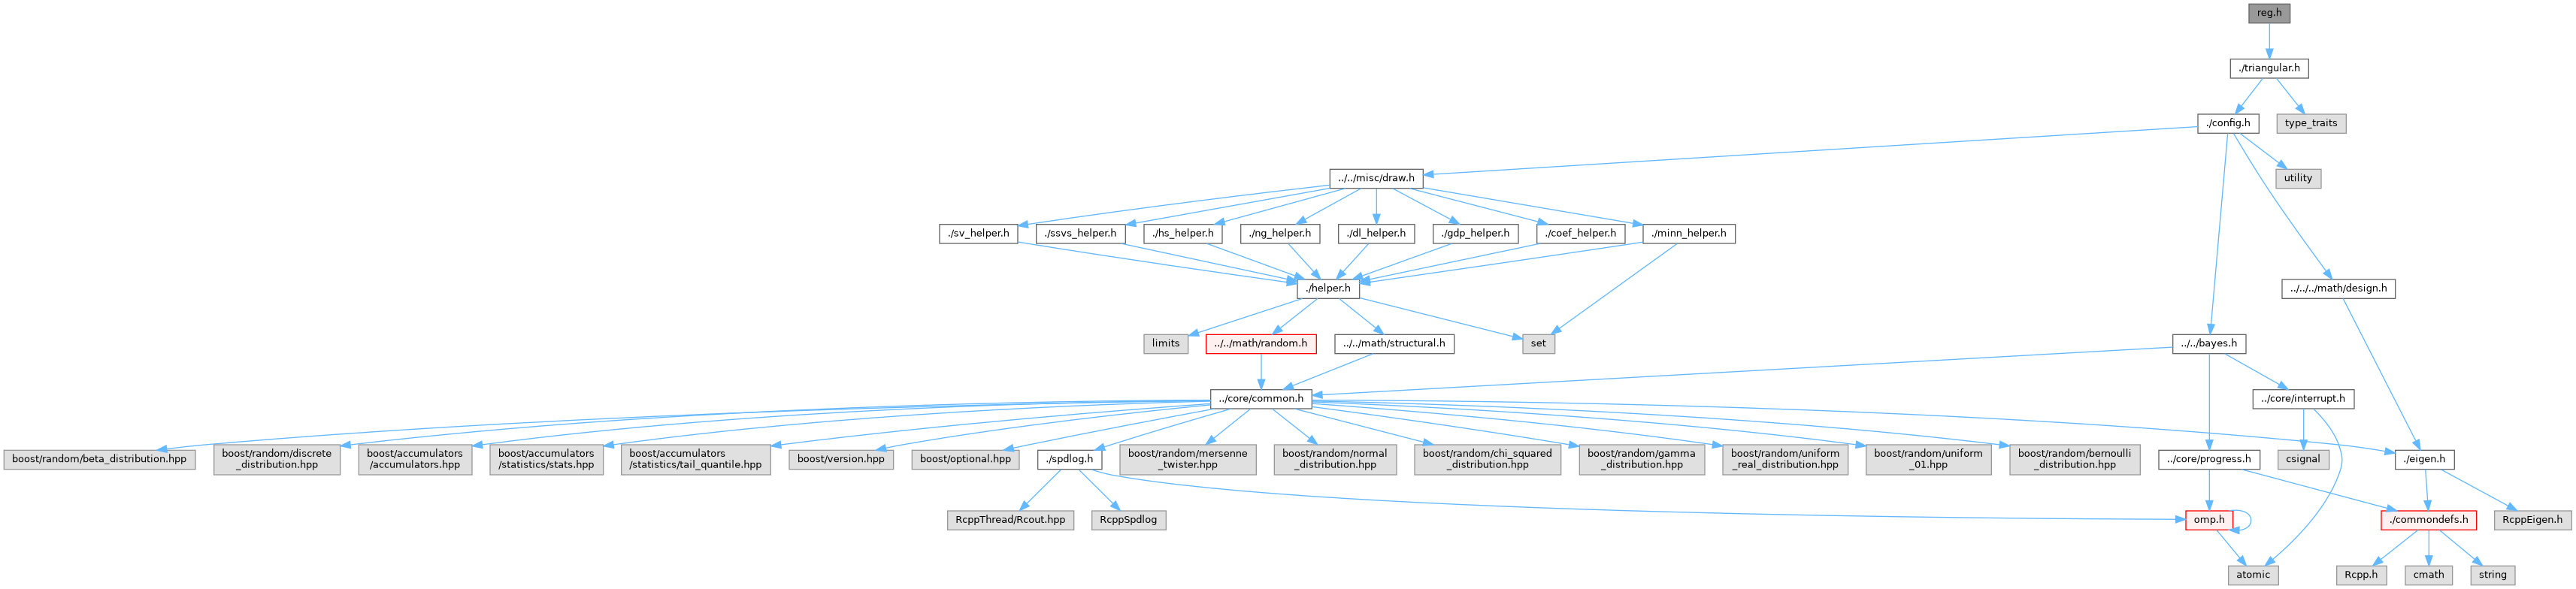 reg.h
./triangular.h
./config.h
type_traits
../../misc/draw.h
utility
./sv_helper.h
./ssvs_helper.h
./hs_helper.h
./ng_helper.h
./dl_helper.h
./gdp_helper.h
./coef_helper.h
./minn_helper.h
./helper.h
../../../math/design.h
limits
../../math/random.h
../../math/structural.h
set
../../bayes.h
../core/common.h
../core/interrupt.h
boost/random/beta_distribution.hpp
boost/random/discrete
_distribution.hpp
boost/accumulators
/accumulators.hpp
boost/accumulators
/statistics/stats.hpp
boost/accumulators
/statistics/tail_quantile.hpp
boost/version.hpp
boost/optional.hpp
./spdlog.h
boost/random/mersenne
_twister.hpp
boost/random/normal
_distribution.hpp
boost/random/chi_squared
_distribution.hpp
boost/random/gamma
_distribution.hpp
boost/random/uniform
_real_distribution.hpp
boost/random/uniform
_01.hpp
boost/random/bernoulli
_distribution.hpp
../core/progress.h
csignal
./eigen.h
RcppThread/Rcout.hpp
RcppSpdlog
omp.h
./commondefs.h
RcppEigen.h
atomic
Rcpp.h
cmath
string